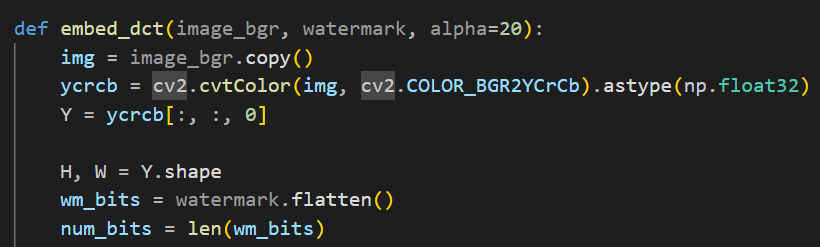 def embed_dct(image_bgr, watermark, alpha=20):
    img = image_bgr.copy()
    ycrcb = cv2.cvtColor(img, cv2.COLOR_BGR2YCrCb).astype(np.float32)
    Y = ycrcb[:, :, 0]

    H, W = Y.shape
    wm_bits = watermark.flatten()
    num_bits = len(wm_bits)